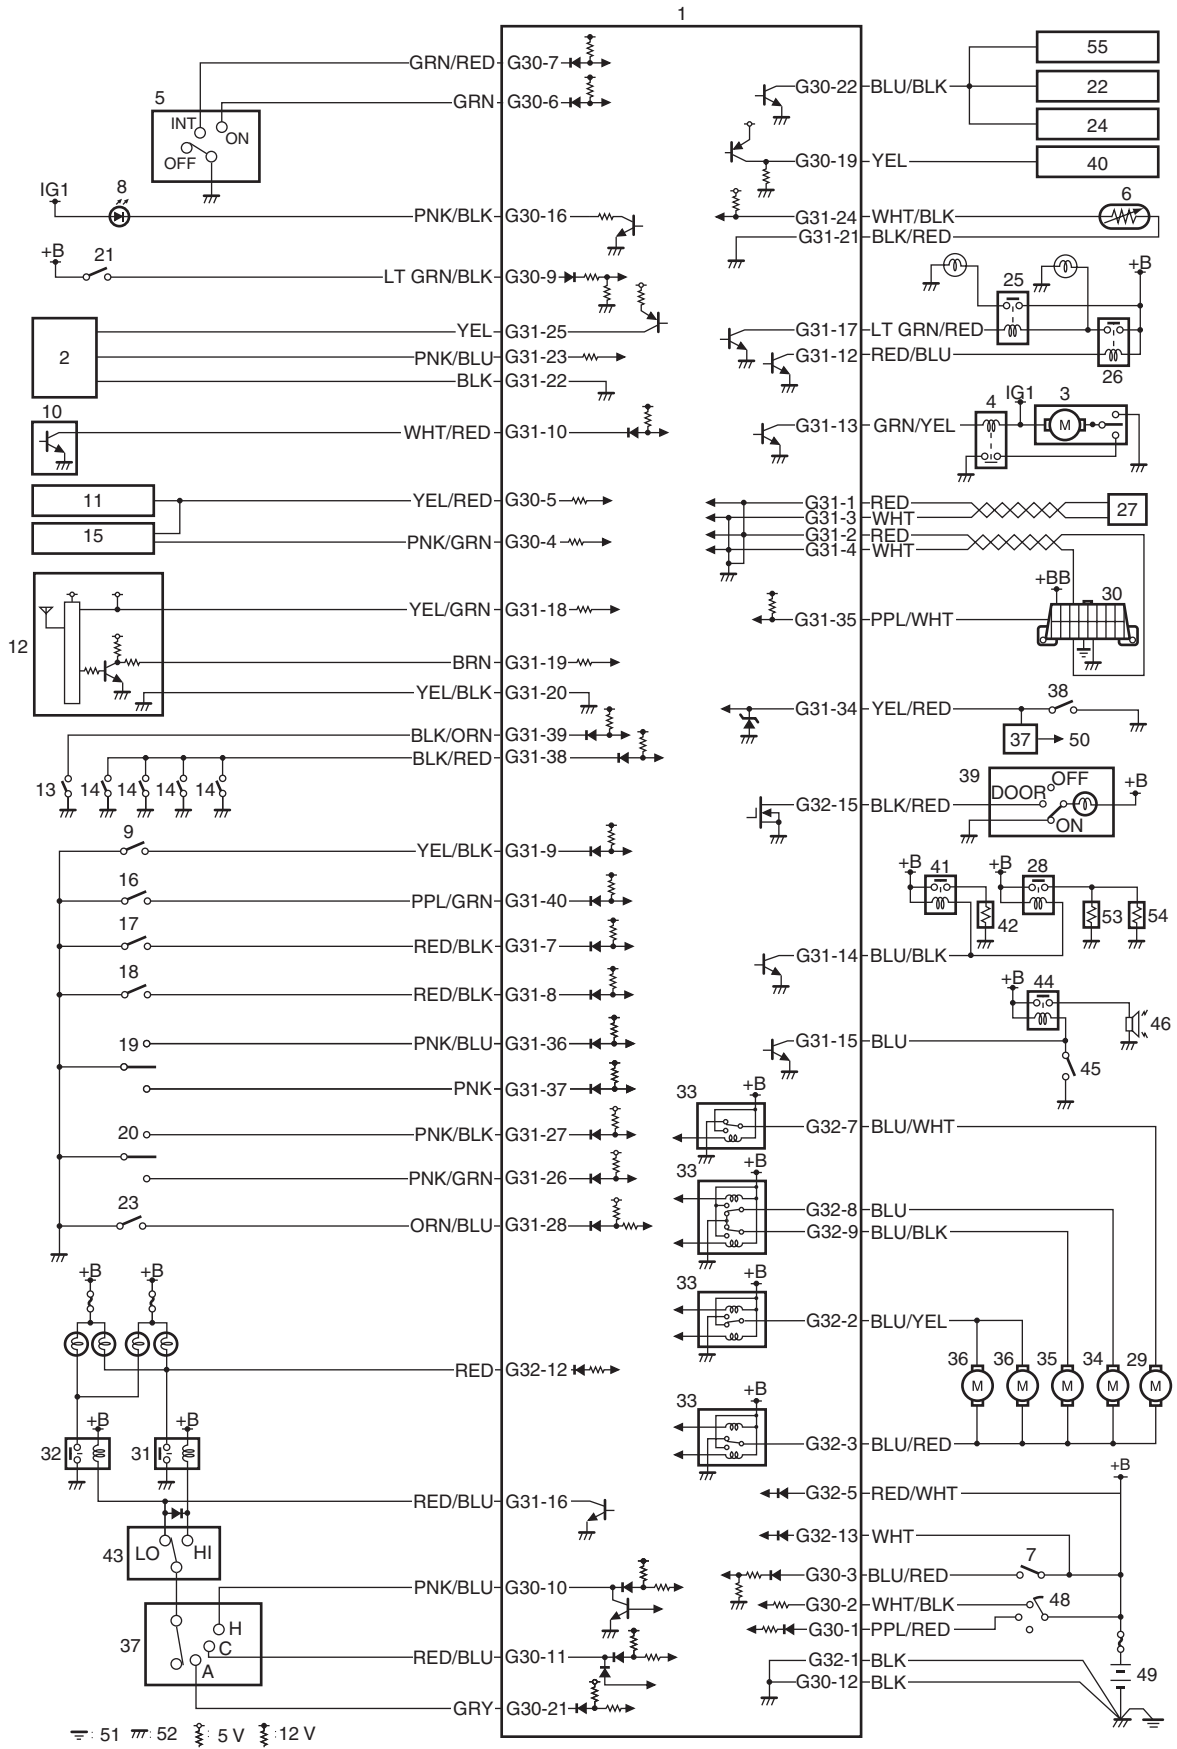 1
GRN/RED G30-7
5 GRN G30-6
INT ON
OFF
IG1 8
PNK/BLK G30-16
+B 21
LT GRN/BLK G30-9
2
YEL G31-25
PNK/BLU G31-23
BLK G31-22
10
WHT/RED G31-10
11
YEL/RED G30-5
15
PNK/GRN G30-4
12
YEL/GRN G31-18
BRN G31-19
YEL/BLK G31-20
BLK/ORN G31-39
BLK/RED G31-38
13 14 14 14 14
9
YEL/BLK G31-9
16
PPL/GRN G31-40
17
RED/BLK G31-7
18
RED/BLK G31-8
19
PNK/BLU G31-36
PNK G31-37
20
PNK/BLK G31-27
PNK/GRN G31-26
23
ORN/BLU G31-28
+B +B
RED G32-12
+B +B
32 31
RED/BLU G31-16
43 LO HI
PNK/BLU G30-10
37 H
C
A
RED/BLU G30-11
GRY G30-21
: 51 : 52 : 5 V : 12 V
55
G30-22 BLU/BLK 22
24
G30-19 YEL 40
6
G31-24 WHT/BLK
G31-21 BLK/RED
25 +B
G31-17 LT GRN/RED
G31-12 RED/BLU
26
4 IG1 3
G31-13 GRN/YEL M
G31-1 RED
G31-3 WHT
27
G31-2 RED
G31-4 WHT
+BB 30
G31-35 PPL/WHT
38
G31-34 YEL/RED
37 50
39 OFF
DOOR +B
G32-15 BLK/RED
ON
+B 41 +B 28
42 53 54
G31-14 BLU/BLK
+B 44
46
G31-15 BLU
45
33 +B
G32-7 BLU/WHT
33 +B
G32-8 BLU
G32-9 BLU/BLK
33 +B
G32-2 BLU/YEL
36 36 35 34 29
M M M M M
33 +B
G32-3 BLU/RED
+B
G32-5 RED/WHT
G32-13 WHT
7
G30-3 BLU/RED
48
G30-2 WHT/BLK
G30-1 PPL/RED
G32-1 BLK
49
G30-12 BLK